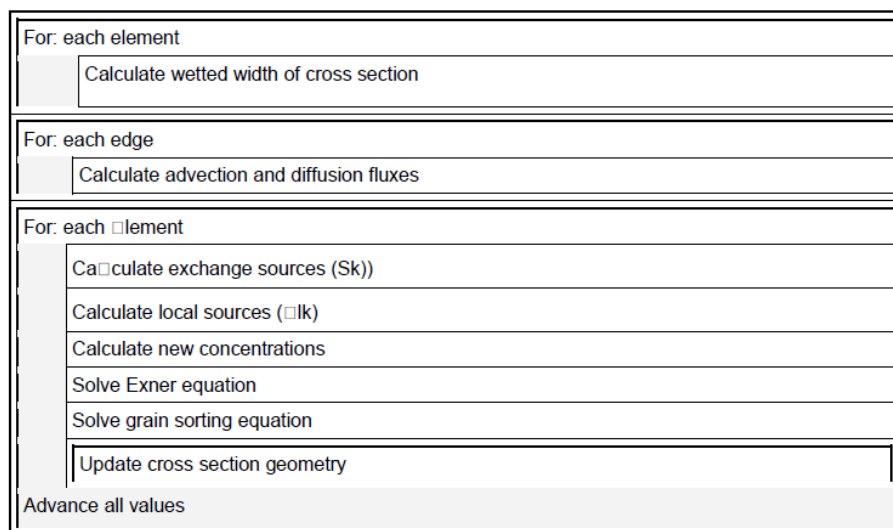 For: each element
Calculate wetted width of cross section
For: each edge
Calculate advection and diffusion fluxes
For: each □lement
Ca□culate exchange sources (Sk))
Calculate local sources (□lk)
Calculate new concentrations
Solve Exner equation
Solve grain sorting equation
Update cross section geometry
Advance all values